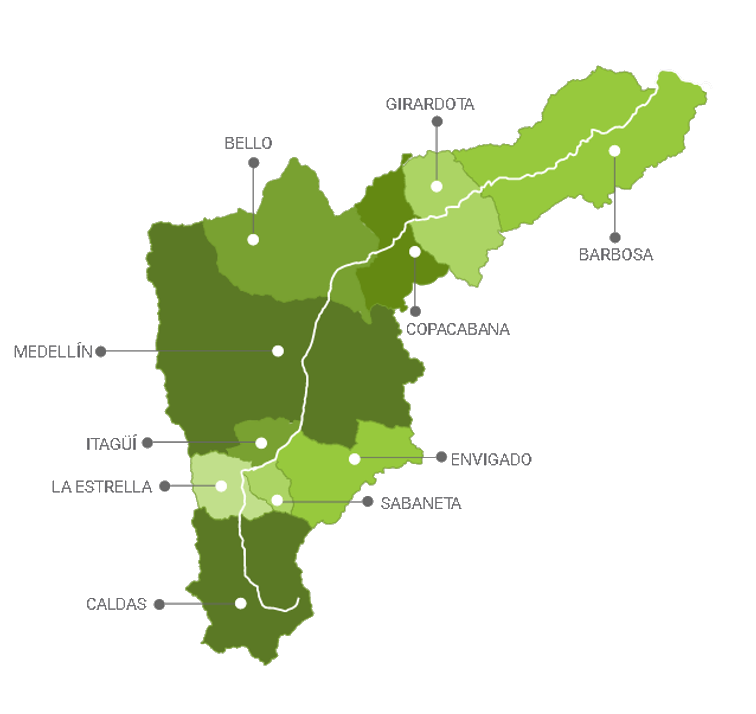 GIRARDOTA
BELLO
BARBOSA
COPACABANA
MEDELLÍN
ITAGÜÍ
ENVIGADO
LA ESTRELLA
SABANETA
CALDAS